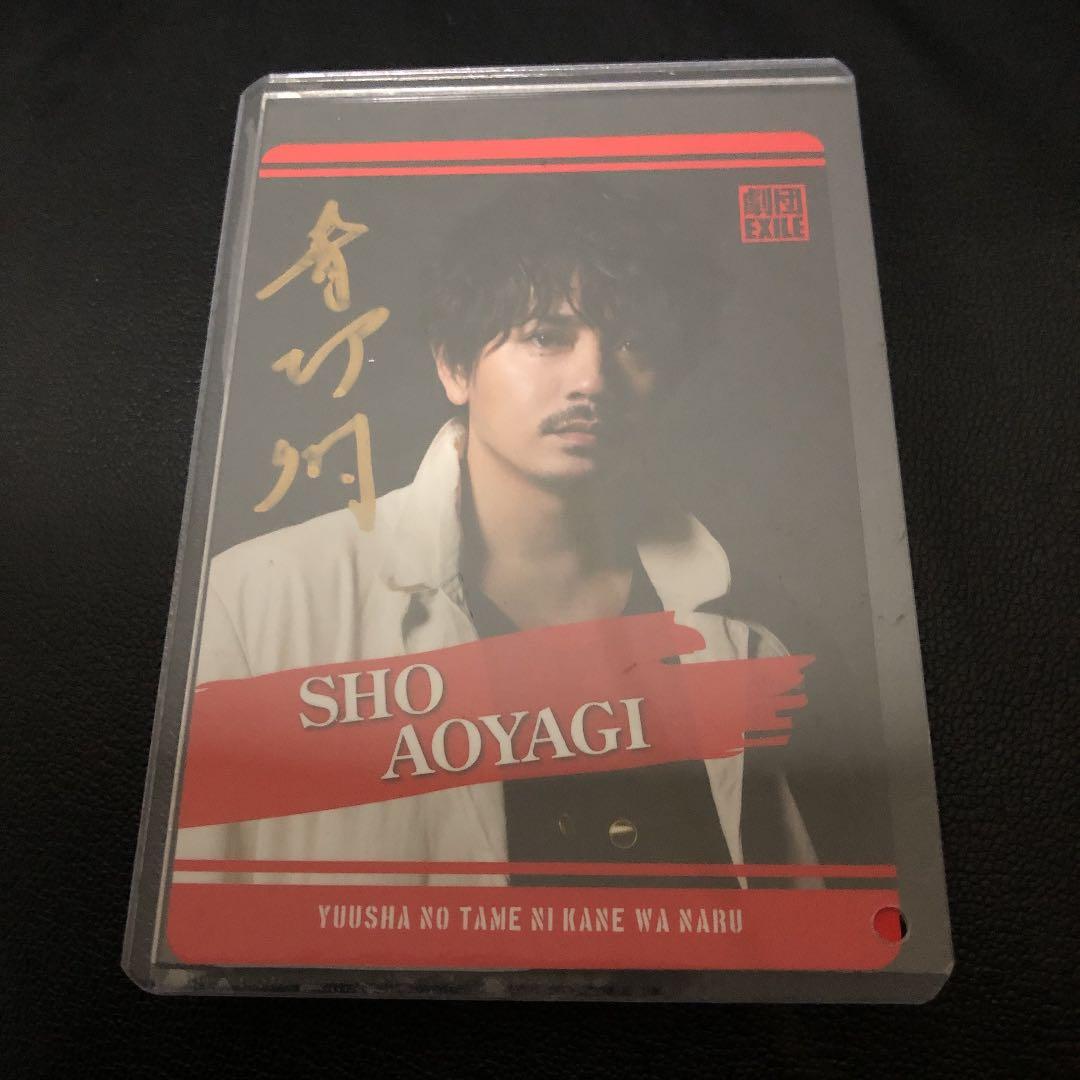 劇団
EXILE
SHO
AOYAGI
YUUSHA NO TAME NI KANE WA NARU